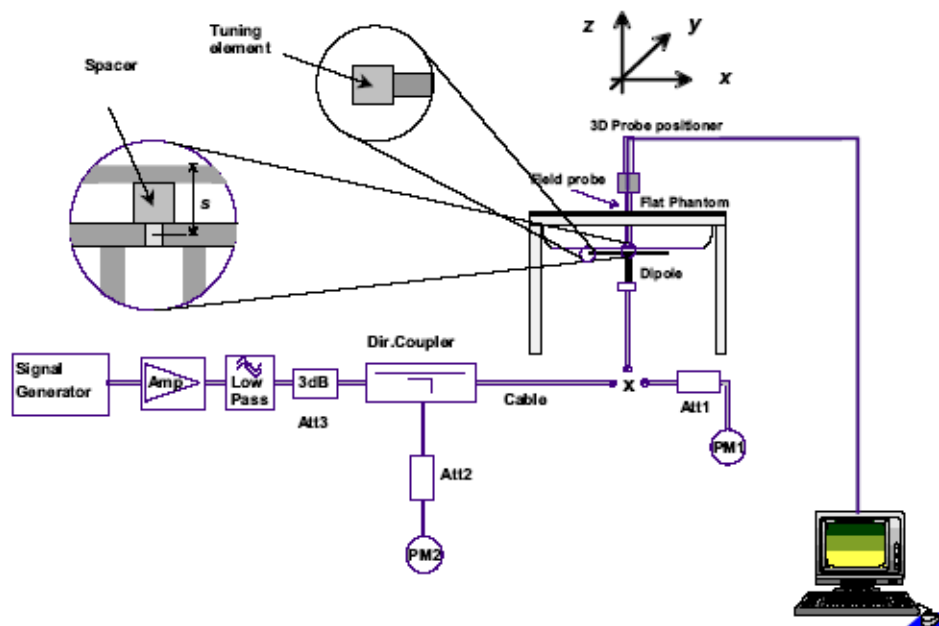 Tuning
element
z
y
x
Spacer
3D Probe positioner
s
Field probe
Flat Phantom
Dipole
Dir.Coupler
Signal
Generator
Amp
Low
Pass
3dB
Att3
Cable
x
Att1
PM1
Att2
PM2